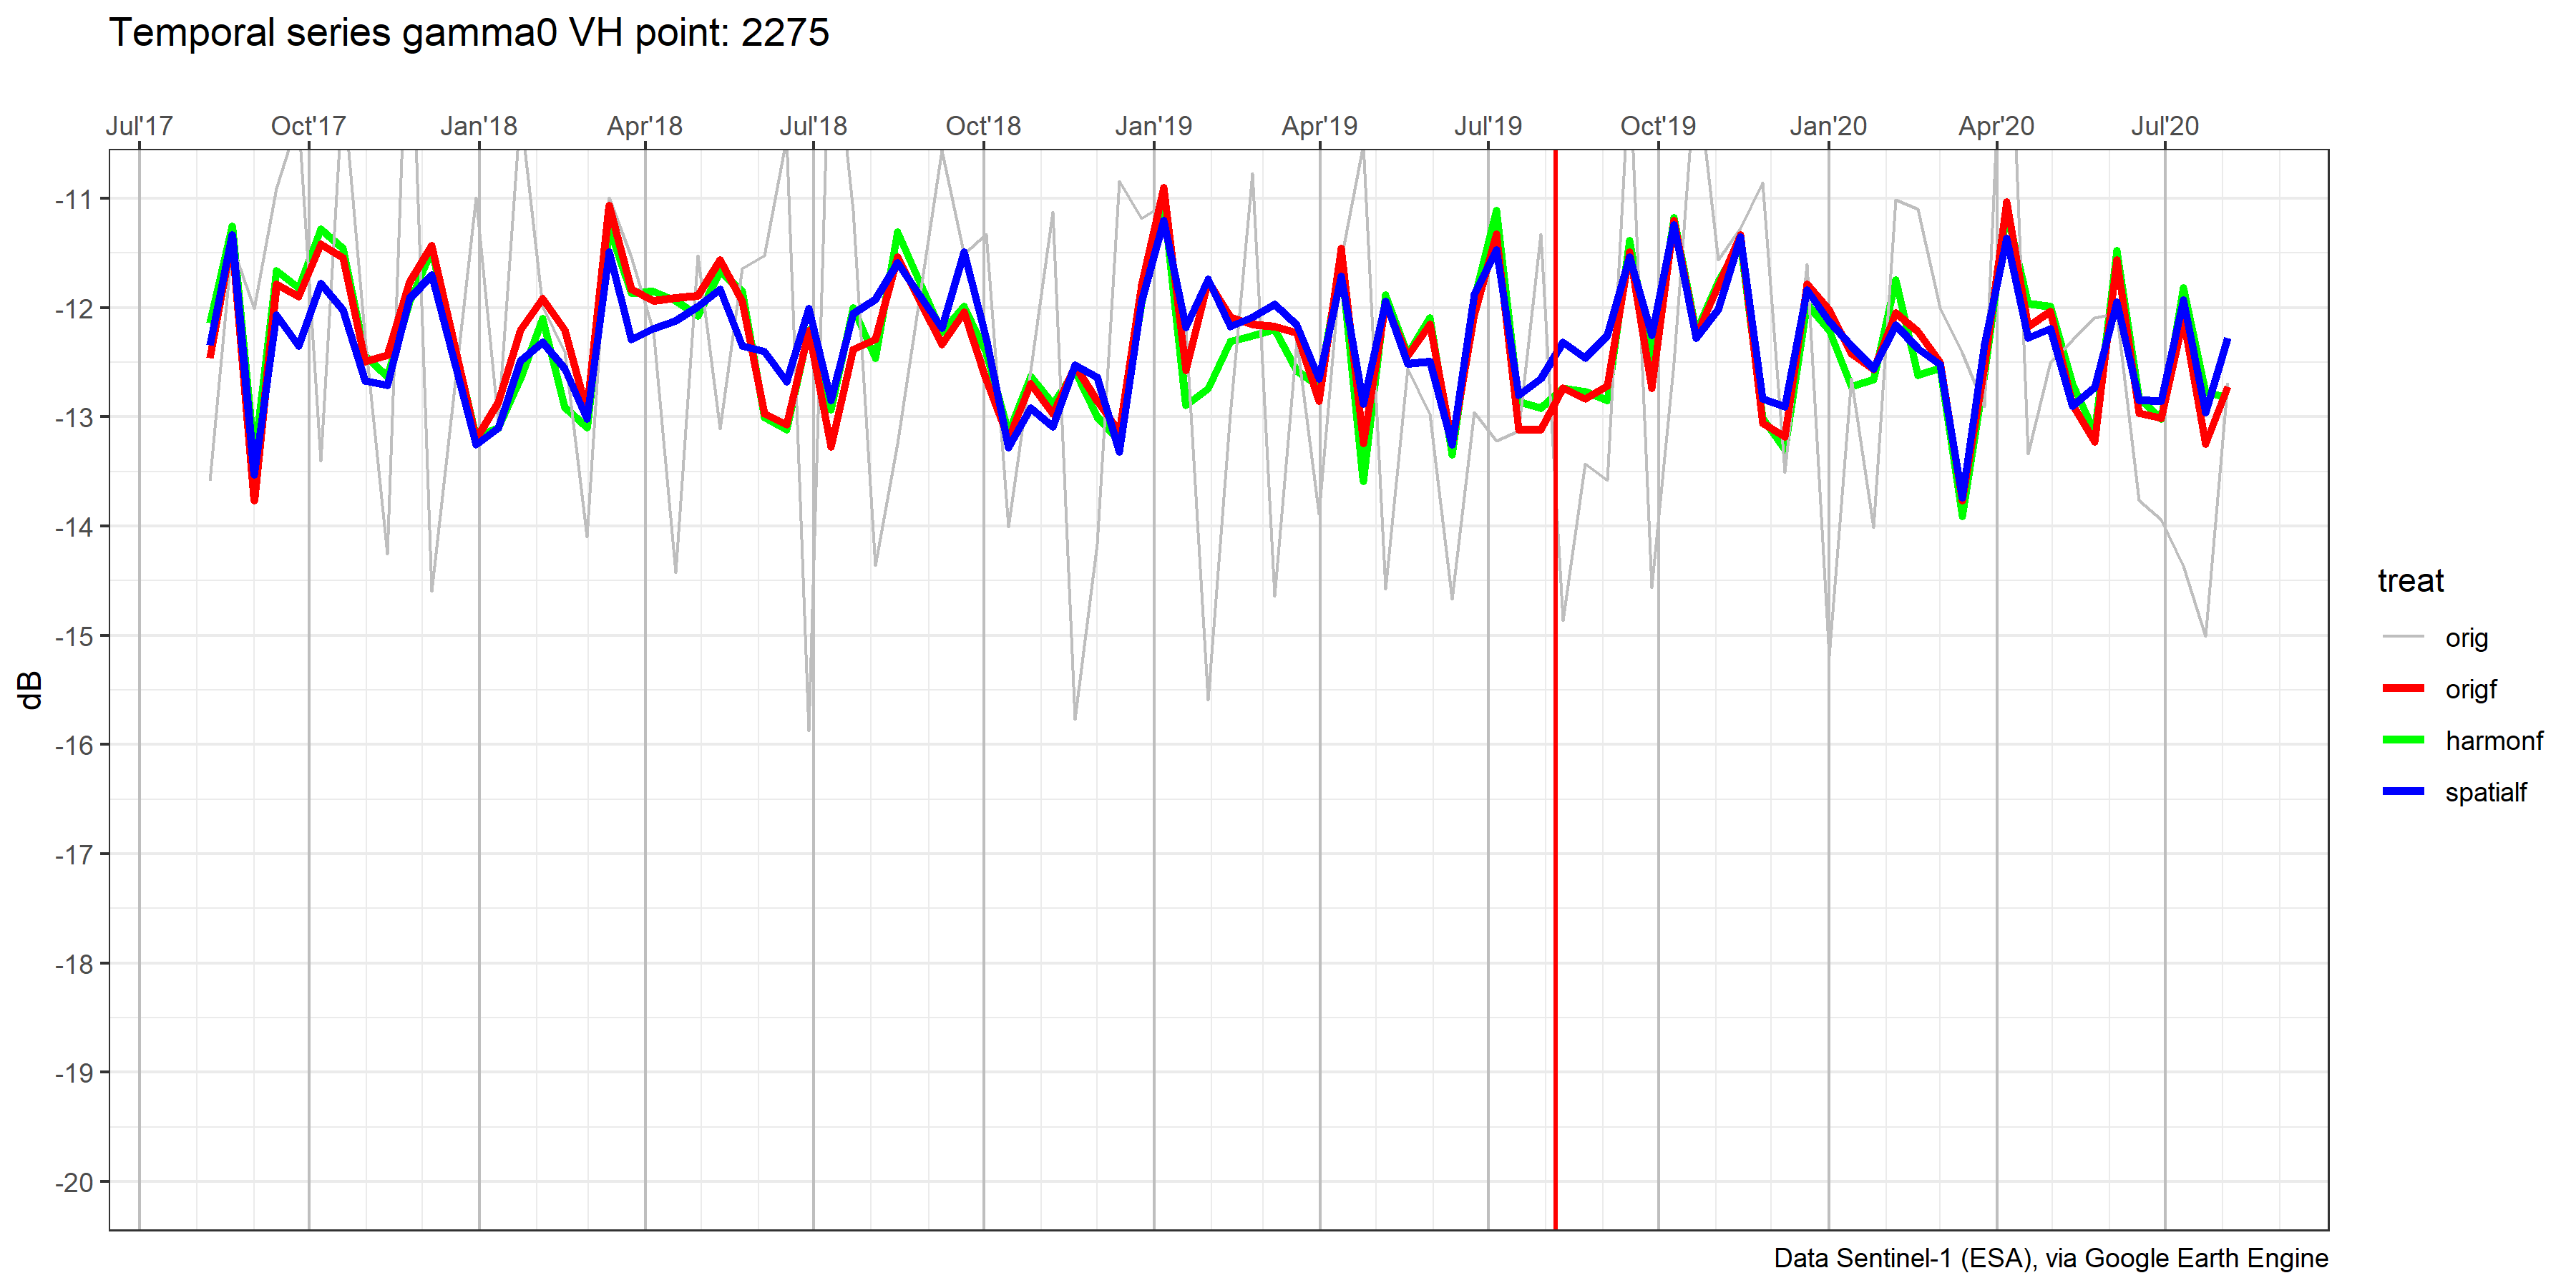 Temporal series gamma0 VH point: 2275
Jul'17 Oct'17 Jan'18 Apr'18 Jul'18 Oct'18 Jan'19 Apr'19 Jul'19 Oct'19 Jan'20 Apr'20 Jul'20
-11
-12
-13
-14
-15
-16
-17
-18
-19
-20
dB
treat
orig
origf
harmonf
spatialf
Data Sentinel-1 (ESA), via Google Earth Engine